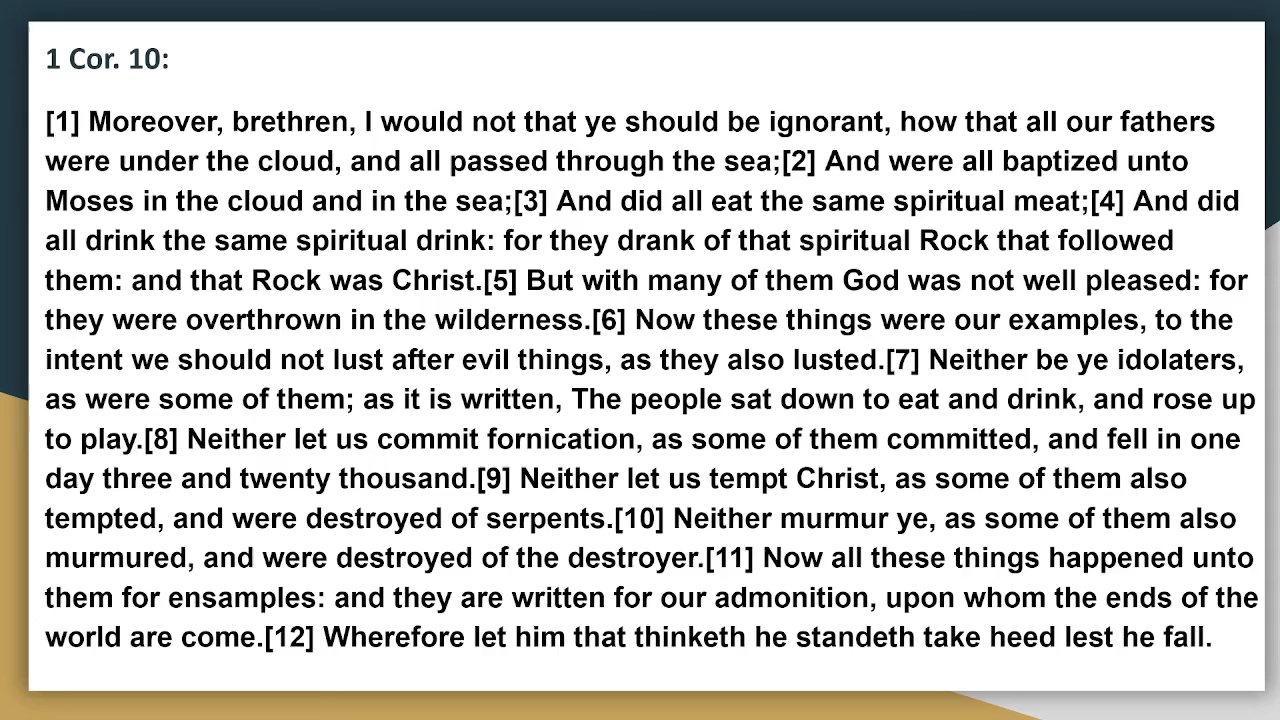 1 Cor. 10:
[1] Moreover, brethren, I would not that ye should be ignorant, how that all our fathers
were under the cloud, and all passed through the sea;[2] And were all baptized unto
Moses in the cloud and in the sea;[3] And did all eat the same spiritual meat;[4] And did
all drink the same spiritual drink: for they drank of that spiritual Rock that followed
them: and that Rock was Christ.[5] But with many of them God was not well pleased: for
they were overthrown in the wilderness.[6] Now these things were our examples, to the
intent we should not lust after evil things, as they also lusted.[7] Neither be ye idolaters,
as were some of them; as it is written, The people sat down to eat and drink, and rose up
to play.[8] Neither let us commit fornication, as some of them committed, and fell in one
day three and twenty thousand.[9] Neither let us tempt Christ, as some of them also
tempted, and were destroyed of serpents.[10] Neither murmur ye, as some of them also
murmured, and were destroyed of the destroyer.[11] Now all these things happened unto
them for ensamples: and they are written for our admonition, upon whom the ends of the
world are come.[12] Wherefore let him that thinketh he standeth take heed lest he fall.